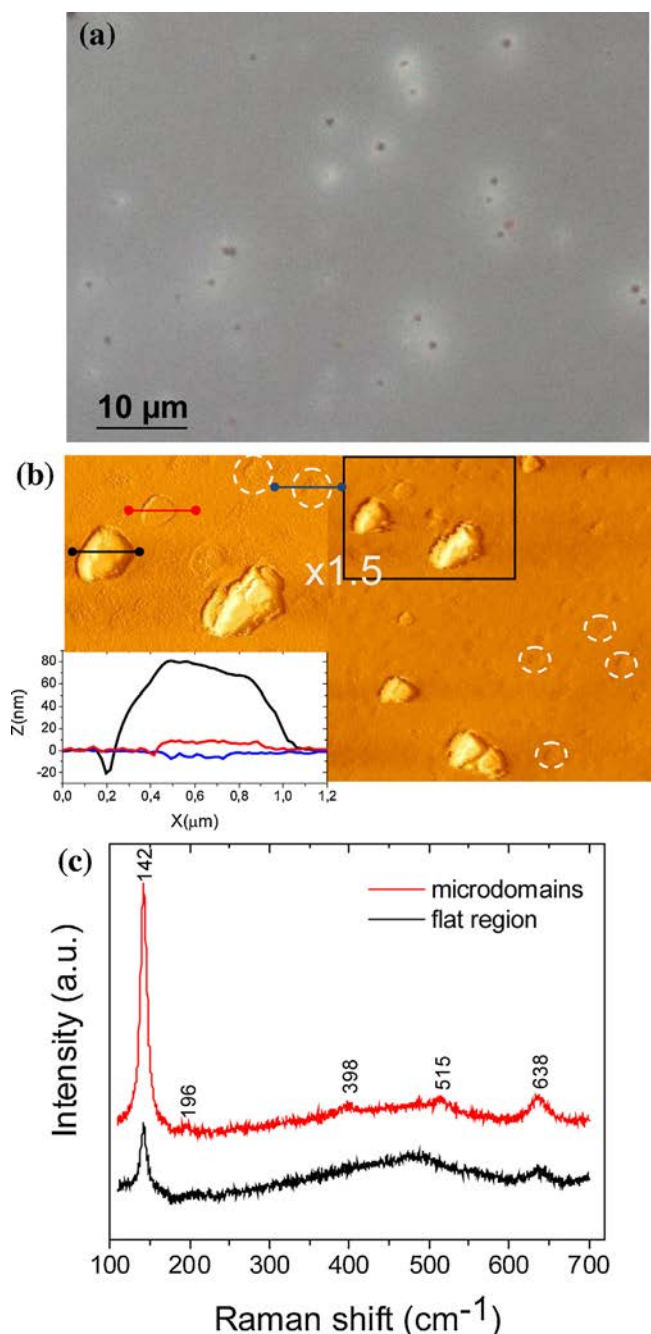 (a)
10 µm
(b)
x1.5
80
60
40
20
0
-20
Z(nm)
0,0 0,2 0,4 0,6 0,8 1,0 1,2
X(µm)
(c)
142
microdomains
flat region
196
398
515
638
Intensity (a.u.)
100 200 300 400 500 600 700
Raman shift (cm⁻¹)